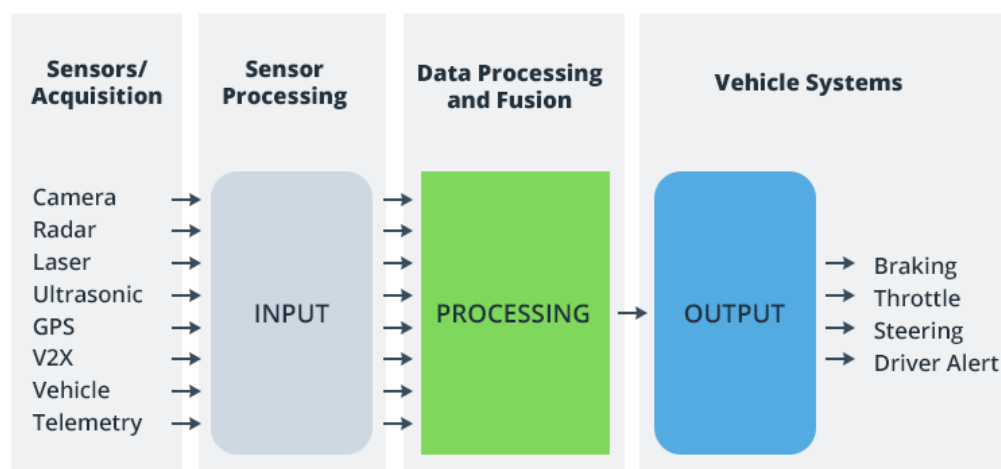 Sensors/
Acquisition
Sensor
Processing
Data Processing
and Fusion
Vehicle Systems
Camera
Radar
Laser
Ultrasonic
GPS
V2X
Vehicle
Telemetry
INPUT
PROCESSING
OUTPUT
Braking
Throttle
Steering
Driver Alert